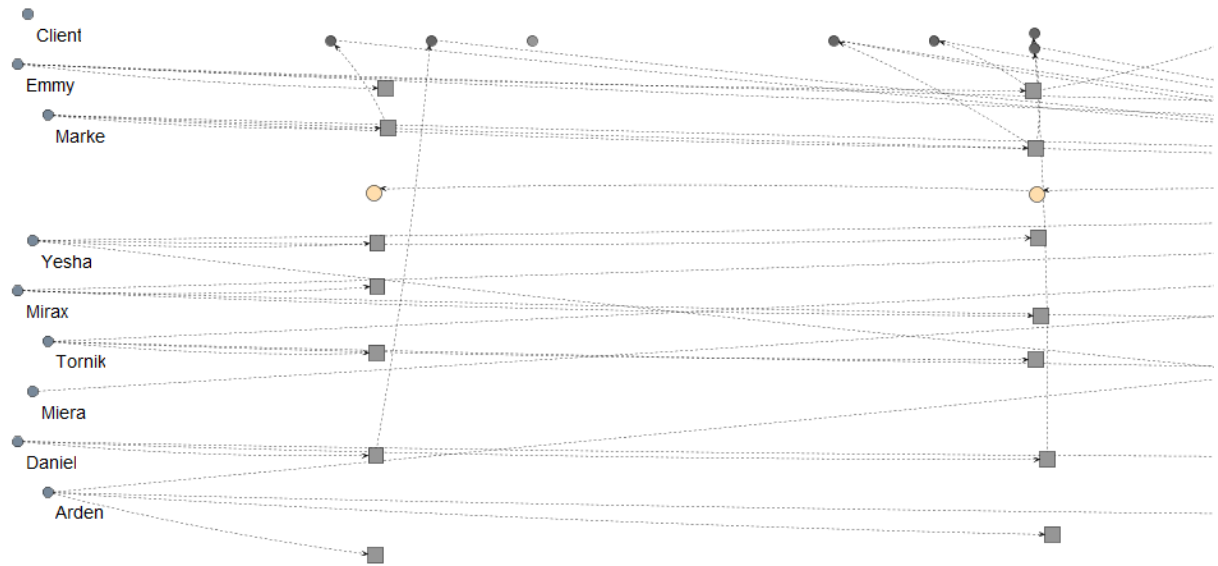 Client
Emmy
Marke
Yesha
Mirax
Tornik
Miera
Daniel
Arden